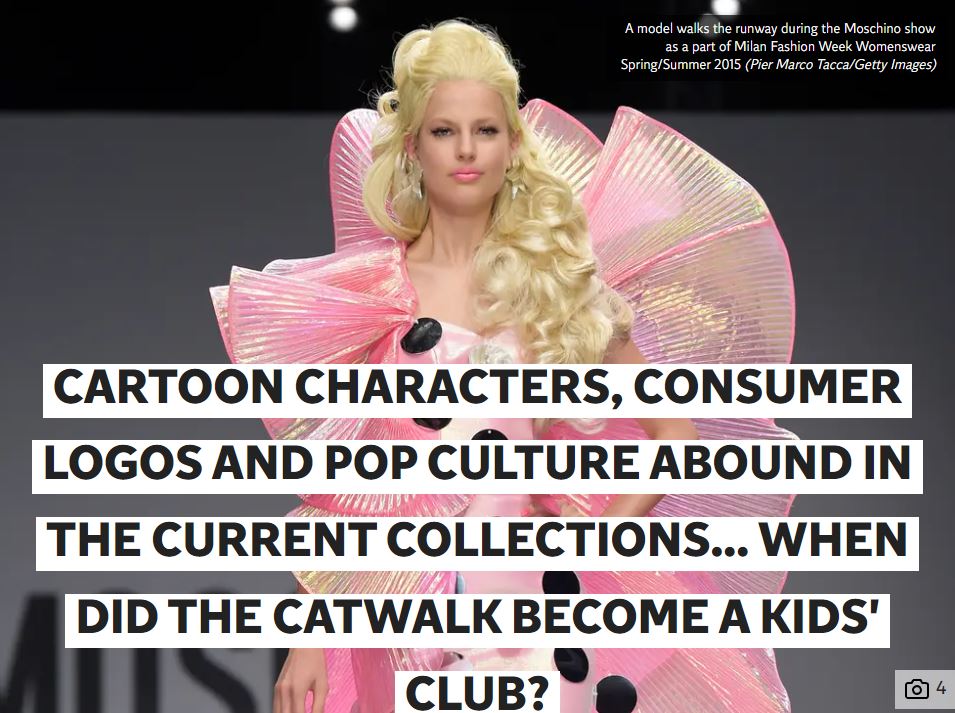 A model walks the runway during the Moschino show
as a part of Milan Fashion Week Womenswear
Spring/Summer 2015 (Pier Marco Tacca/Getty Images)
CARTOON CHARACTERS, CONSUMER
LOGOS AND POP CULTURE ABOUND IN
THE CURRENT COLLECTIONS... WHEN
DID THE CATWALK BECOME A KIDS'
CLUB?
MOS
4